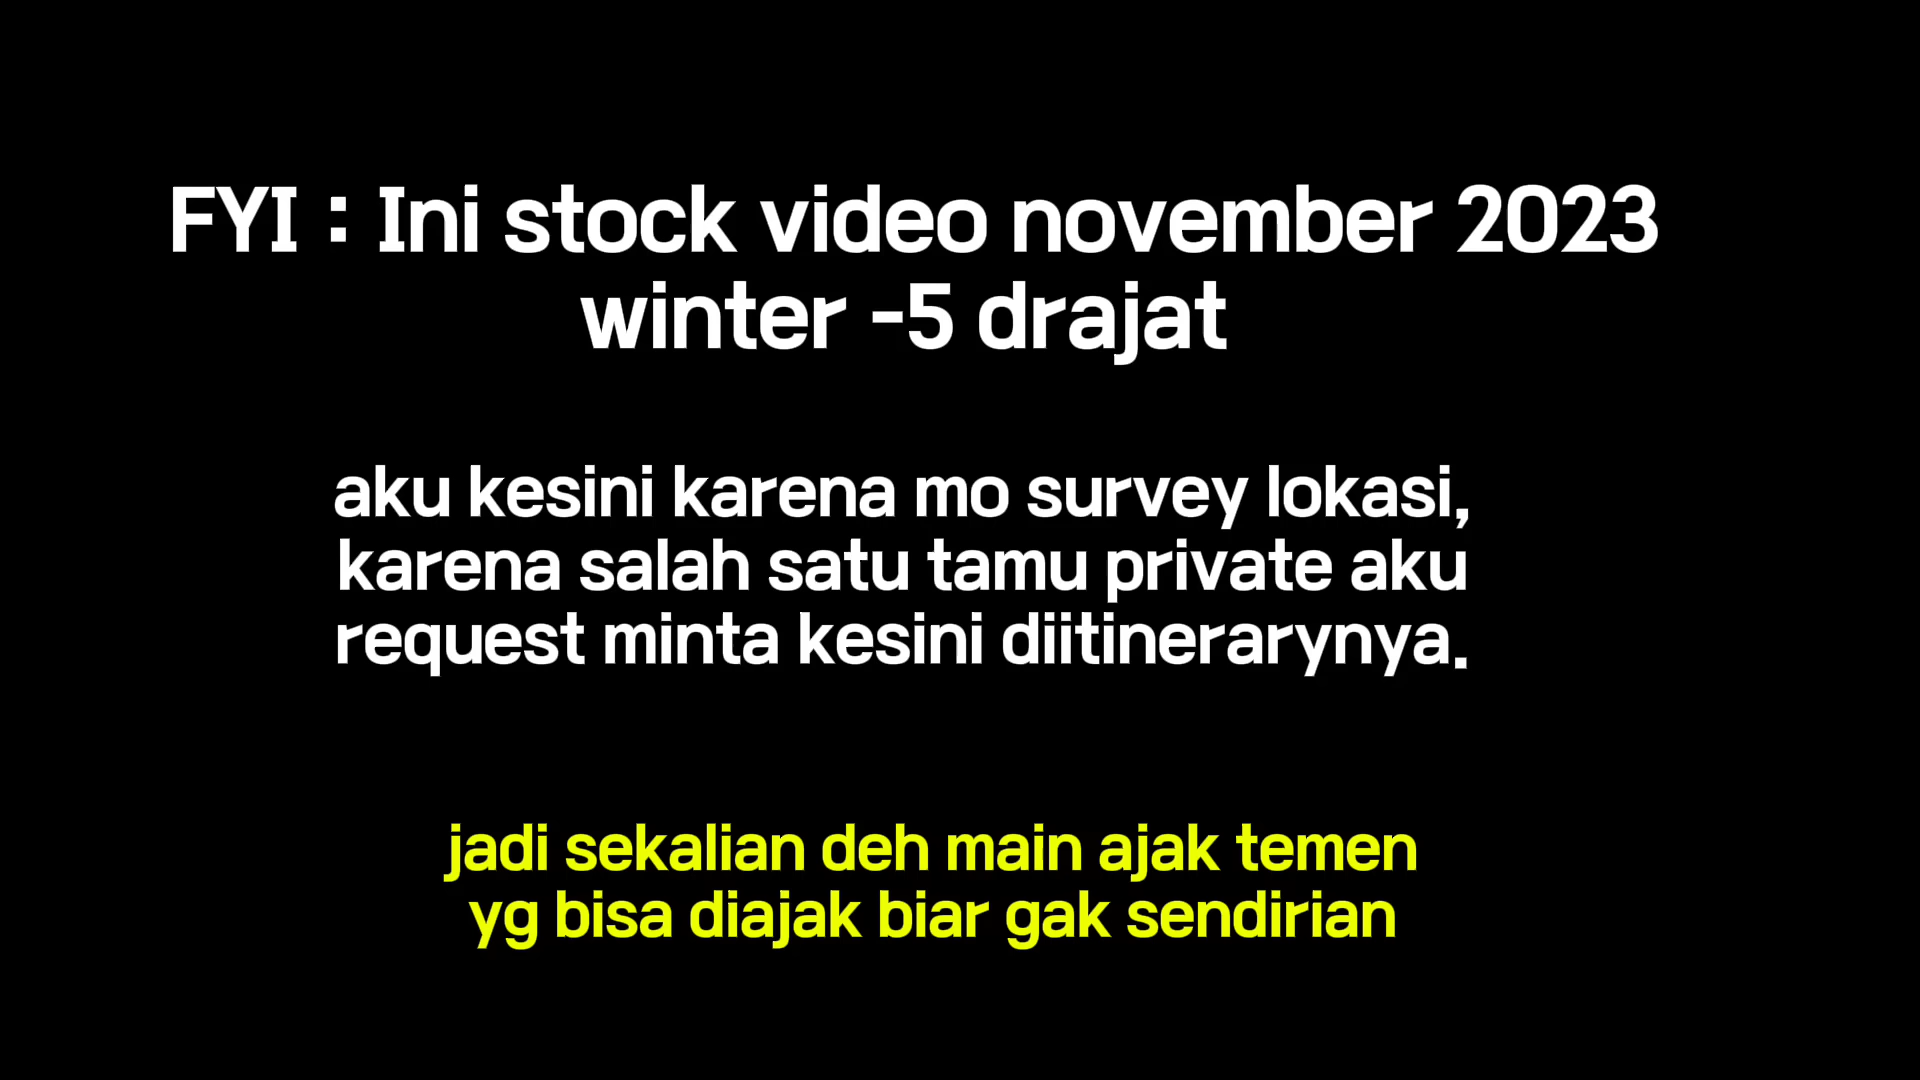 FYI : Ini stock video november 2023
winter -5 drajat
aku kesini karena mo survey lokasi,
karena salah satu tamu private aku
request minta kesini diitinerarynya.
jadi sekalian deh main ajak temen
yg bisa diajak biar gak sendirian